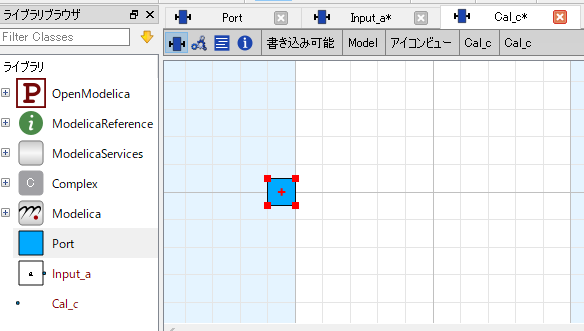 ライブラリブラウザ
Filter Classes
ライブラリ
P OpenModelica
i ModelicaReference
ModelicaServices
C Complex
m Modelica
Port
a Input_a
Cal_c
Port Input_a* Cal_c*
i 書き込み可能 Model アイコンビュー Cal_c Cal_c